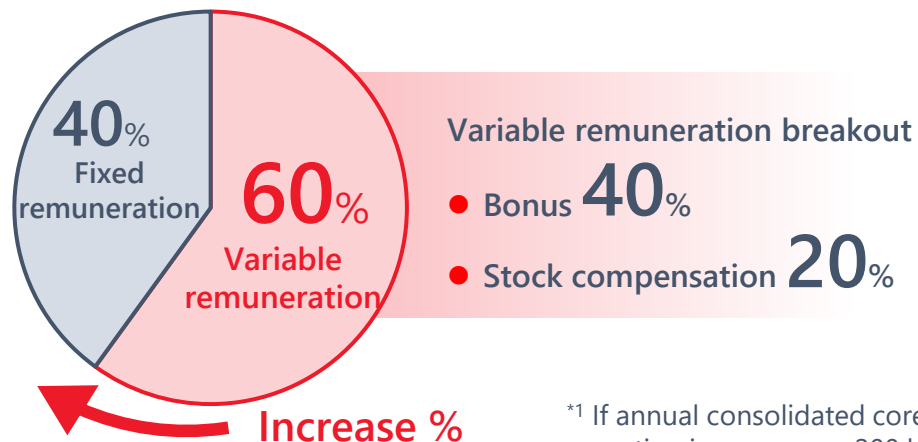 40%
Fixed
remuneration
60%
Variable
remuneration
Variable remuneration breakout
● Bonus 40%
● Stock compensation 20%
Increase %
*1 If annual consolidated core